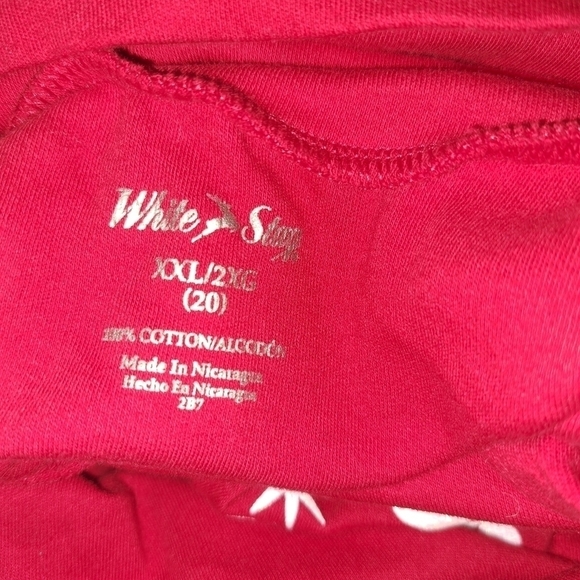 White Stag
XXL/2XG
(20)
100% COTTON/ALGODÓN
Made In Nicaragua
Hecho En Nicaragua
2B7